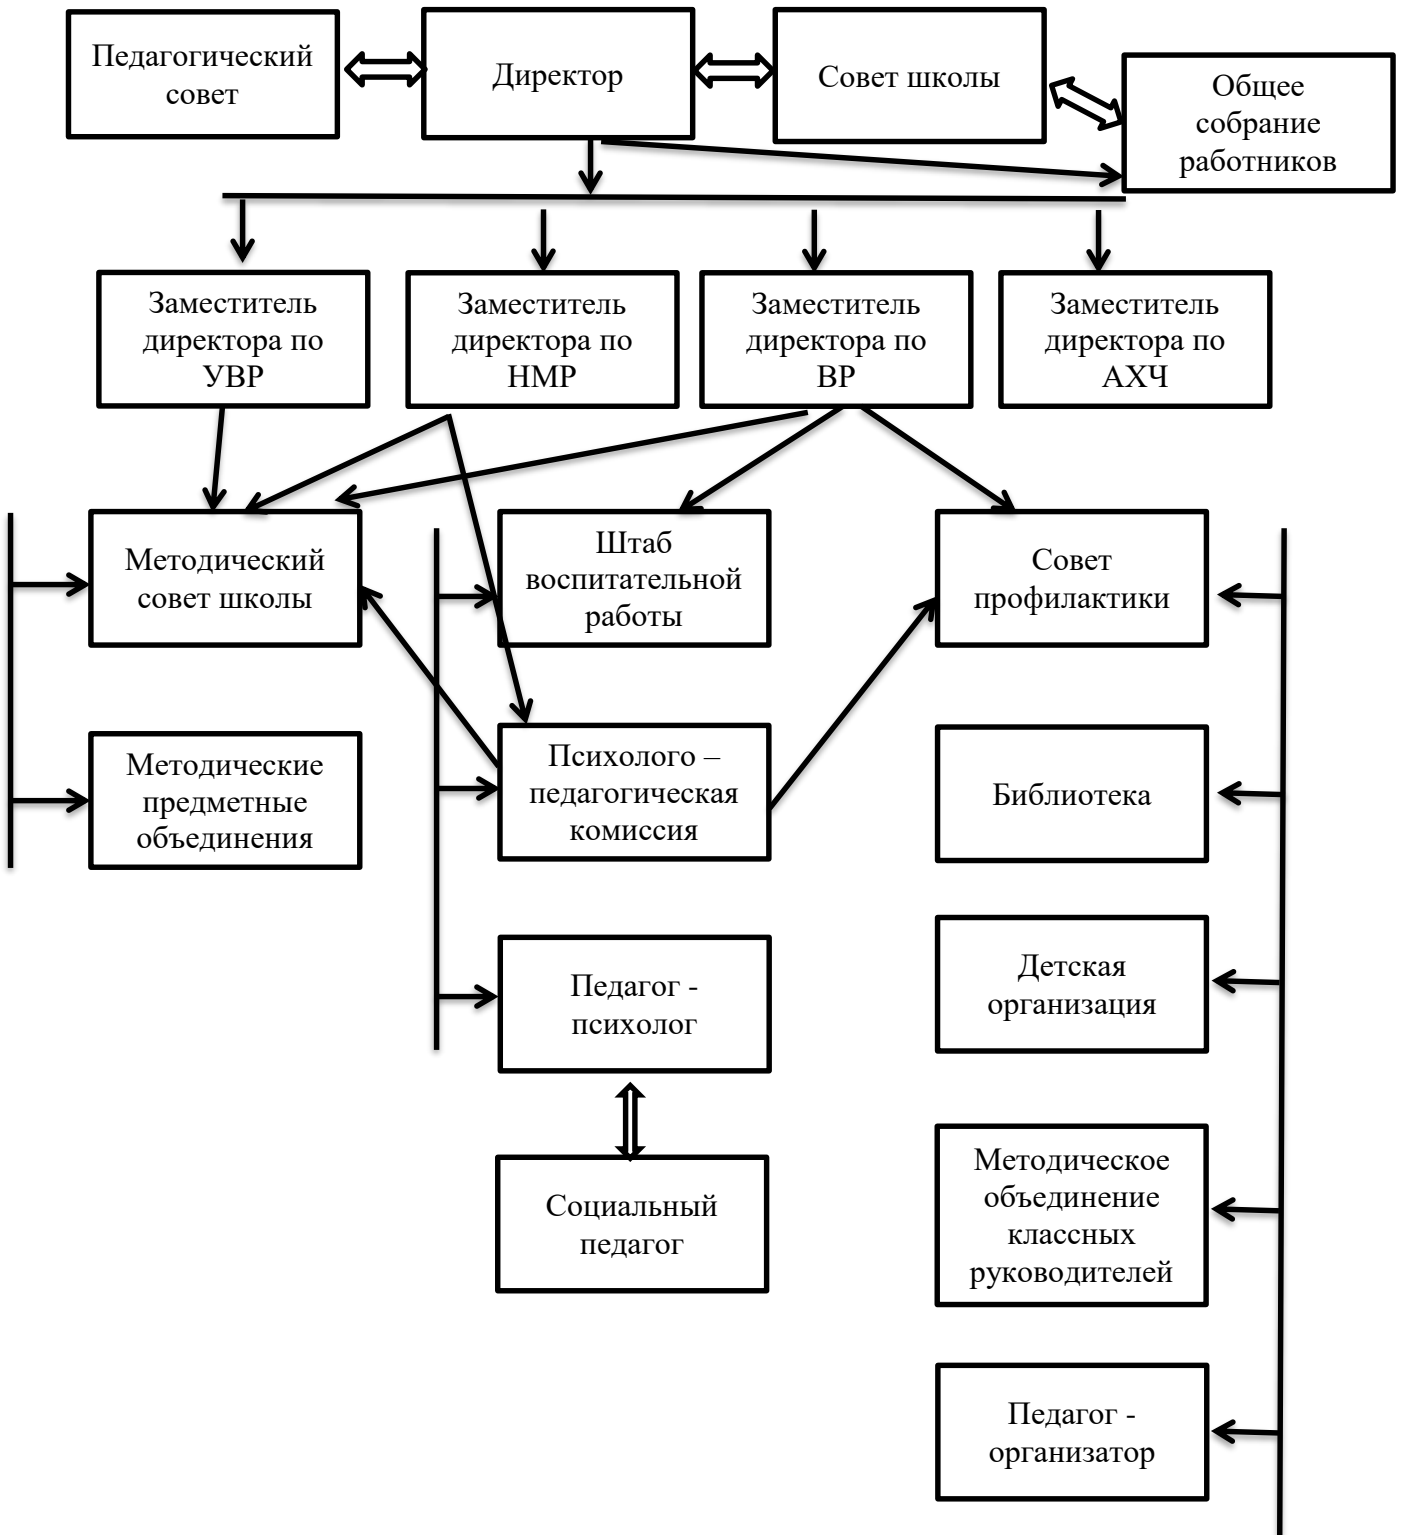 Педагогический
совет
Директор
Совет школы
Общее
собрание
работников
Заместитель
директора по
УВР
Заместитель
директора по
НМР
Заместитель
директора по
ВР
Заместитель
директора по
АХЧ
Методический
совет школы
Штаб
воспитательной
работы
Совет
профилактики
Методические
предметные
объединения
Психолого –
педагогическая
комиссия
Библиотека
Педагог -
психолог
Детская
организация
Социальный
педагог
Методическое
объединение
классных
руководителей
Педагог -
организатор